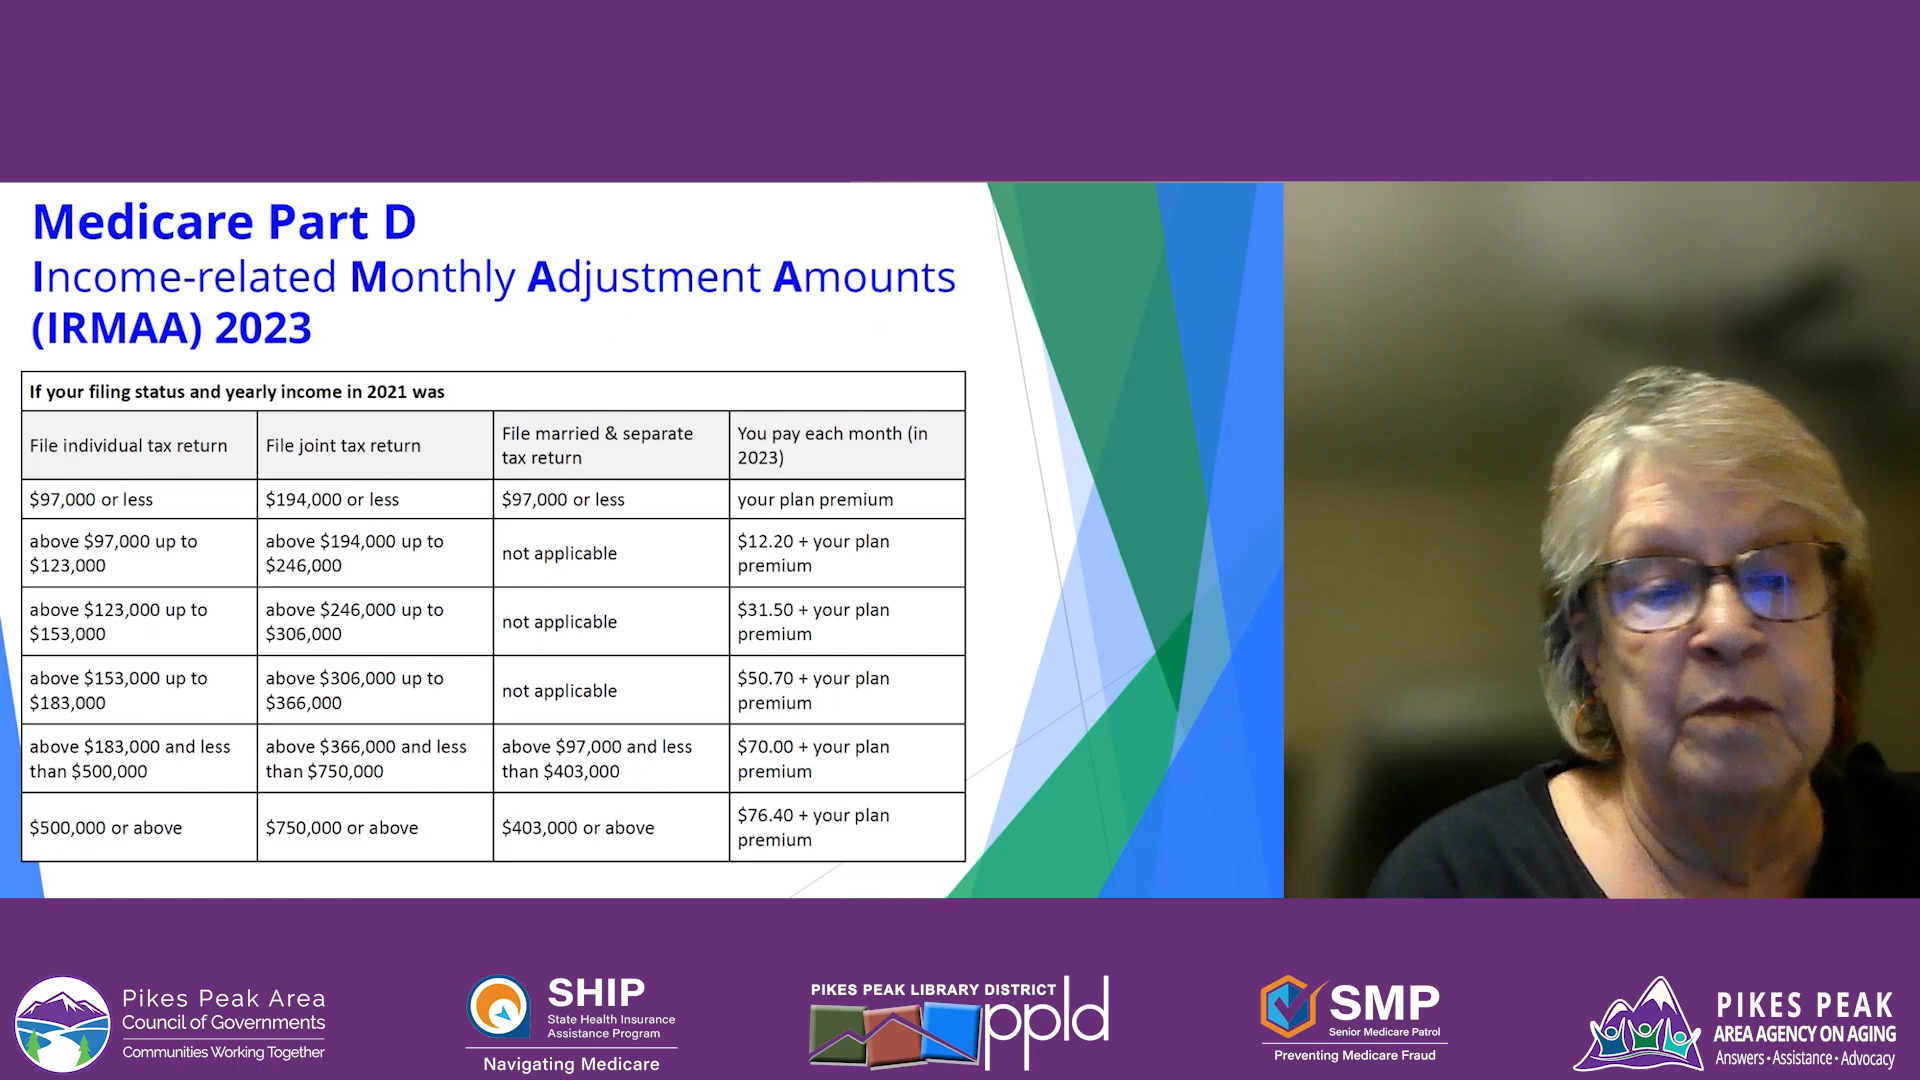 Medicare Part D
Income-related Monthly Adjustment Amounts
(IRMAA) 2023
If your filing status and yearly income in 2021 was
File individual tax return
File joint tax return
File married & separate
tax return
You pay each month (in
2023)
$97,000 or less
$194,000 or less
$97,000 or less
your plan premium
above $97,000 up to
$123,000
above $194,000 up to
$246,000
not applicable
$12.20 + your plan
premium
above $123,000 up to
$153,000
above $246,000 up to
$306,000
not applicable
$31.50 + your plan
premium
above $153,000 up to
$183,000
above $306,000 up to
$366,000
not applicable
$50.70 + your plan
premium
above $183,000 and less
than $500,000
above $366,000 and less
than $750,000
above $97,000 and less
than $403,000
$70.00 + your plan
premium
$500,000 or above
$750,000 or above
$403,000 or above
$76.40 + your plan
premium
Pikes Peak Area
Council of Governments
Communities Working Together
SHIP
State Health Insurance
Assistance Program
Navigating Medicare
PIKES PEAK LIBRARY DISTRICT
ppld
SMP
Senior Medicare Patrol
Preventing Medicare Fraud
PIKES PEAK
AREA AGENCY ON AGING
Answers • Assistance • Advocacy